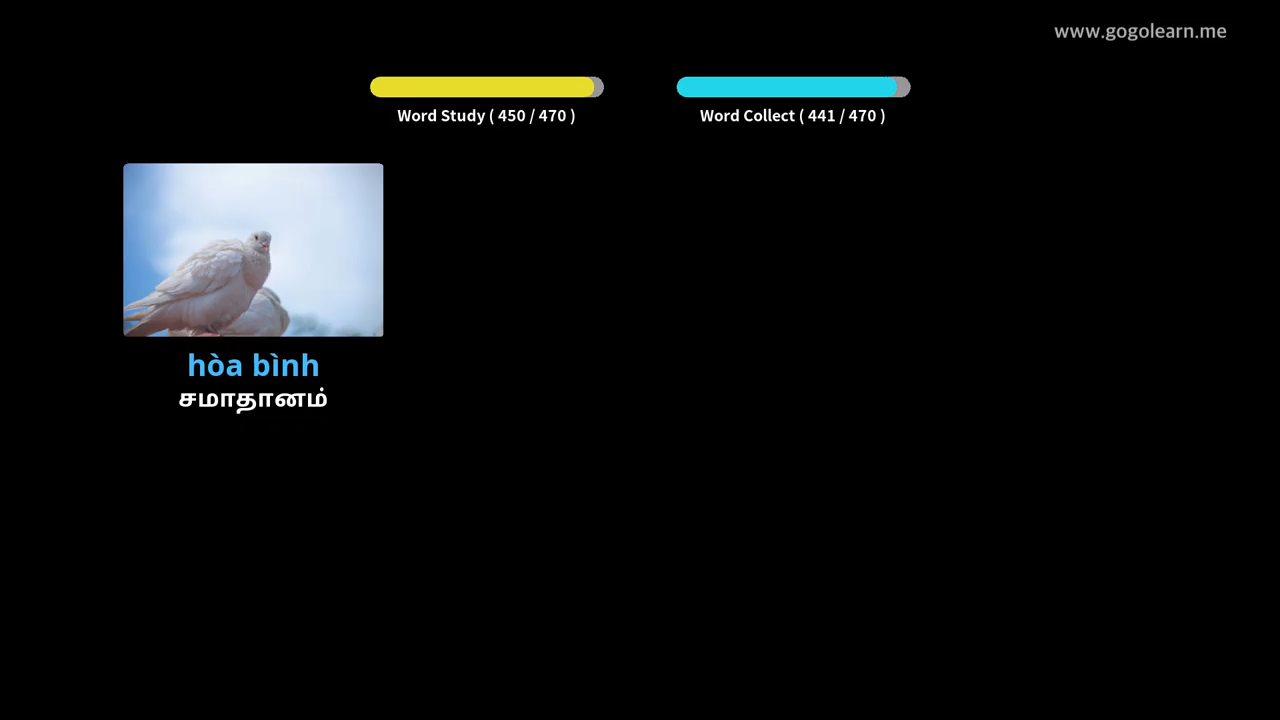 www.gogolearn.me
Word Study ( 450 / 470 )
Word Collect ( 441 / 470 )
hòa bình
சமாதானம்